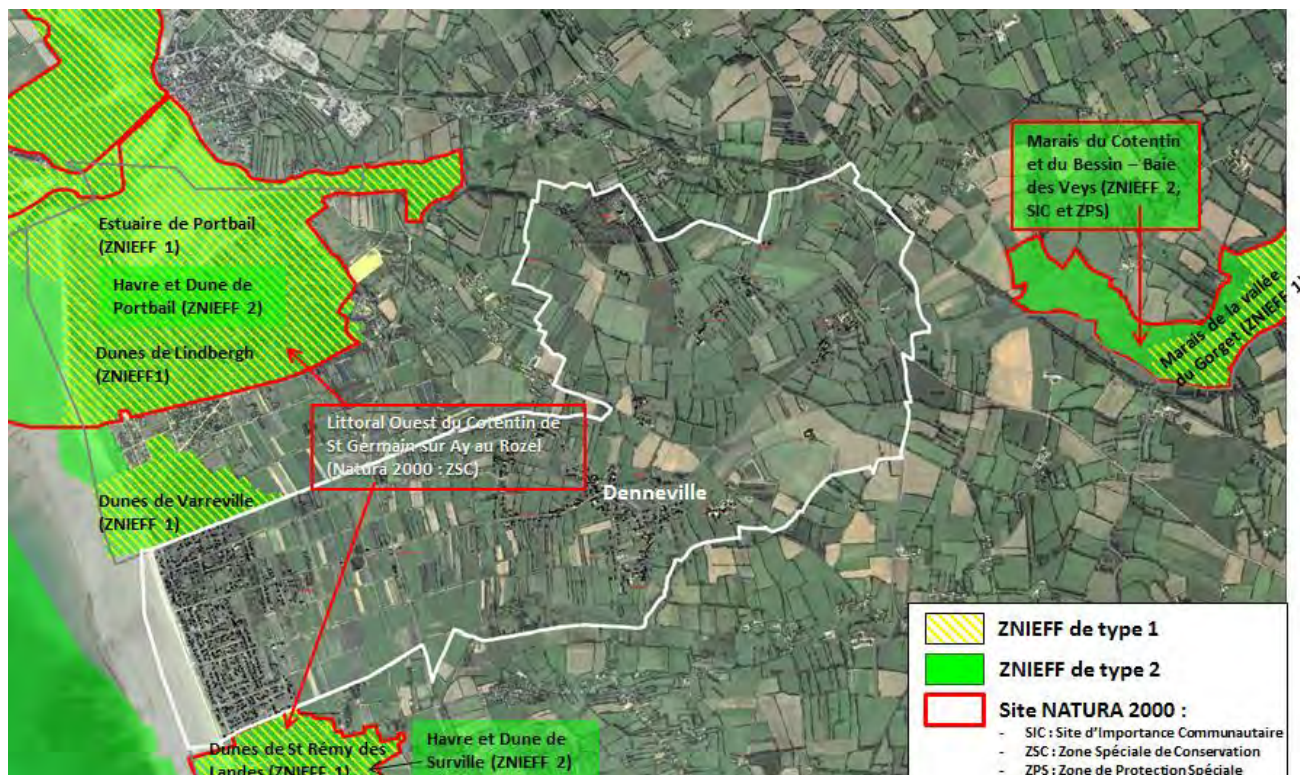 Marais du Cotentin
et du Bessin – Baie
des Veys (ZNIEFF 2,
SIC et ZPS)
Estuaire de Portbail
(ZNIEFF 1)
Havre et Dune de
Portbail (ZNIEFF 2)
Marais de la vallée
du Gorget (ZNIEFF 1)
Dunes de Lindbergh
(ZNIEFF1)
Littoral Ouest du Cotentin de
St Germain sur Ay au Rozel
(Natura 2000 : ZSC)
Denneville
Dunes de Varreville
(ZNIEFF 1)
ZNIEFF de type 1
ZNIEFF de type 2
Site NATURA 2000 :
- SIC : Site d'Importance Communautaire
- ZSC : Zone Spéciale de Conservation
- ZPS : Zone de Protection Spéciale
Dunes de St Rémy des
Landes (ZNIEFF 1)
Havre et Dune de
Surville (ZNIEFF 2)